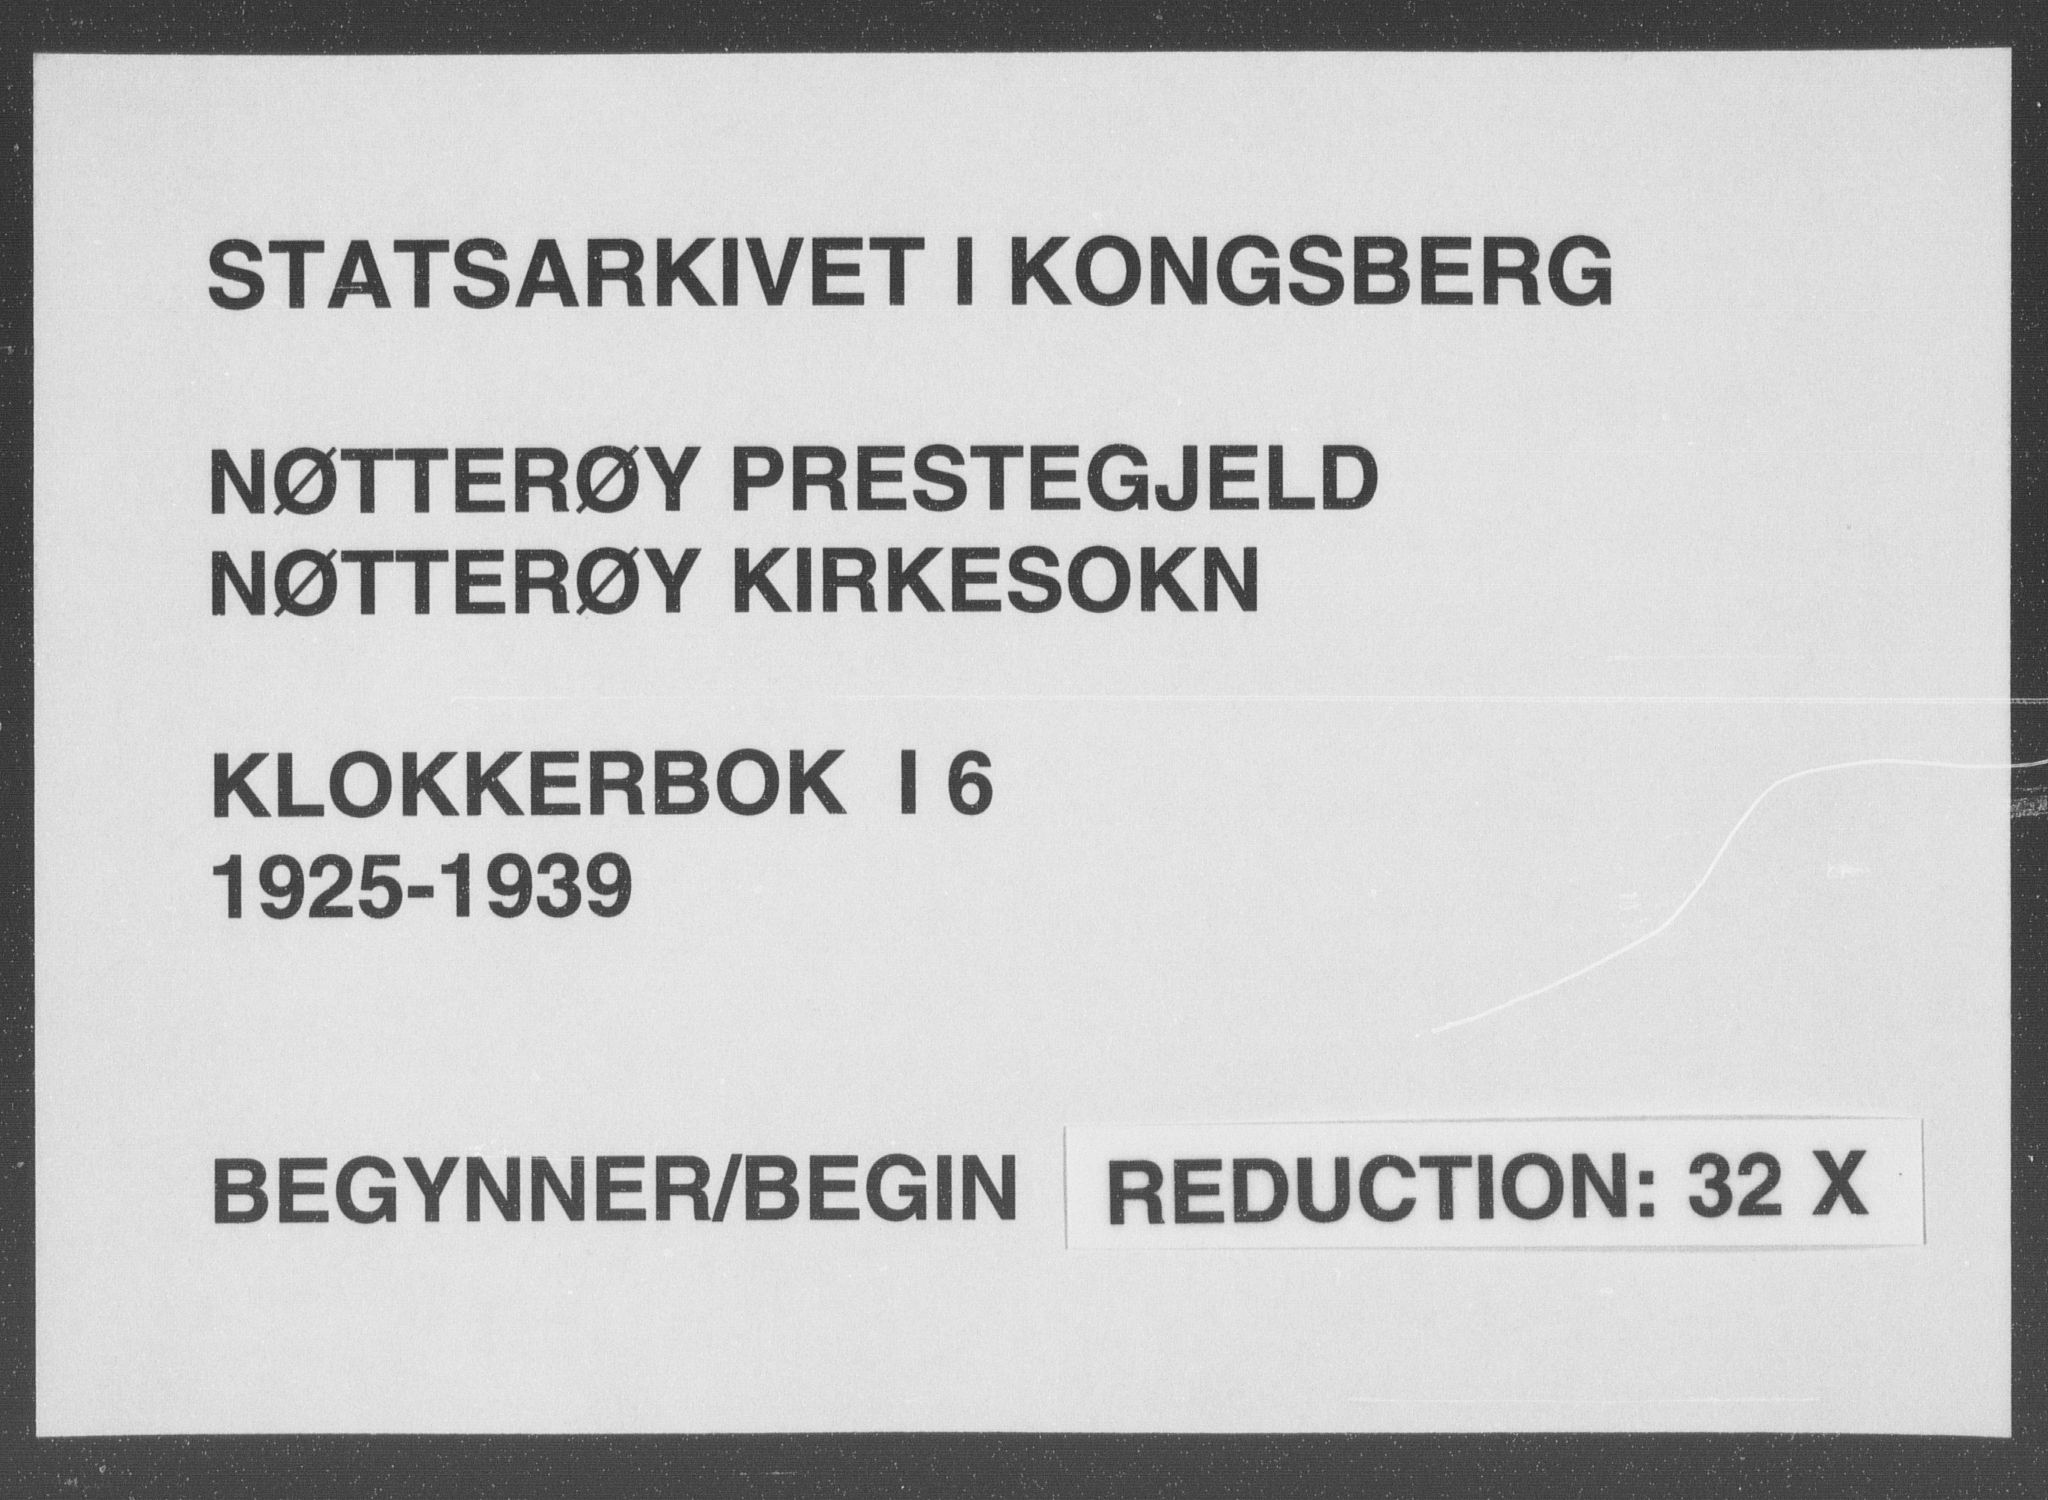 STATSARKIVET I KONGSBERG
NØTTERØY PRESTEGJELD
NØTTERØY KIRKESOKN
KLOKKERBOK I 6
1925-1939
BEGYNNER/BEGIN REDUCTION: 32 X